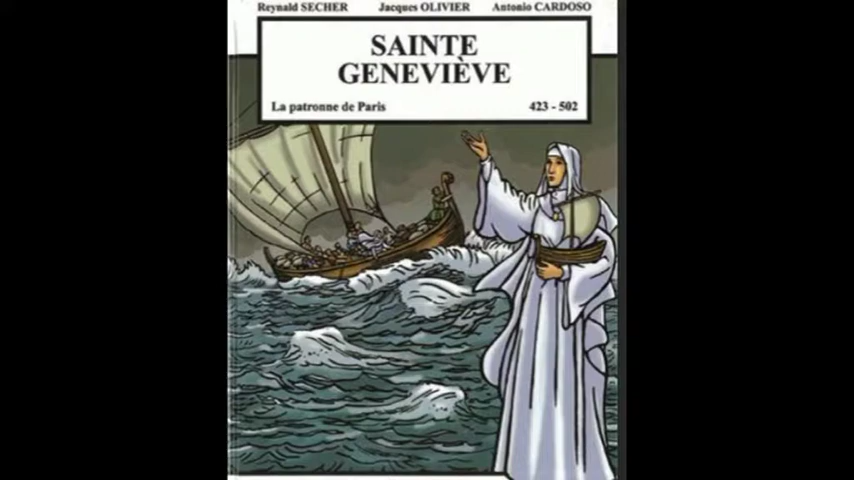 Reynald SECHER Jacques OLIVIER Antonio CARDOSO
SAINTE
GENEVIÈVE
La patronne de Paris 423 - 502